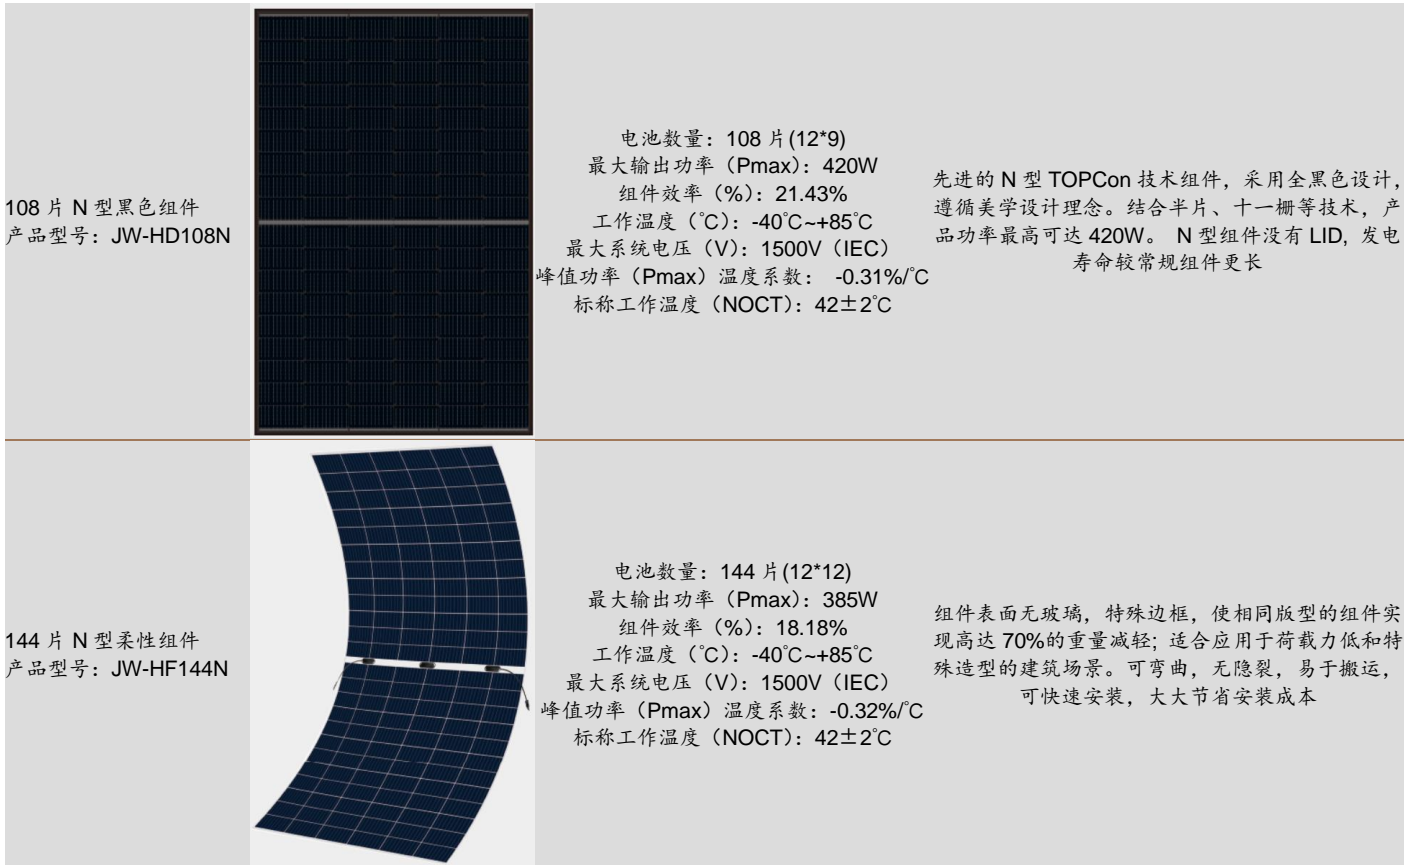 108 片 N 型黑色组件
产品型号：JW-HD108N
电池数量：108 片(12*9)
最大输出功率（Pmax）：420W
组件效率（%）：21.43%
工作温度（℃）：-40℃~+85℃
最大系统电压（V）：1500V（IEC）
峰值功率（Pmax）温度系数： -0.31%/℃
标称工作温度（NOCT）：42±2℃
先进的 N 型 TOPCon 技术组件，采用全黑色设计，
遵循美学设计理念。结合半片、十一栅等技术，产
品功率最高可达 420W。 N 型组件没有 LID, 发电
寿命较常规组件更长
144 片 N 型柔性组件
产品型号：JW-HF144N
电池数量：144 片(12*12)
最大输出功率（Pmax）：385W
组件效率（%）：18.18%
工作温度（℃）：-40℃~+85℃
最大系统电压（V）：1500V（IEC）
峰值功率（Pmax）温度系数：-0.32%/℃
标称工作温度（NOCT）：42±2℃
组件表面无玻璃，特殊边框，使相同版型的组件实
现高达 70%的重量减轻; 适合应用于荷载力低和特
殊造型的建筑场景。可弯曲，无隐裂，易于搬运，
可快速安装，大大节省安装成本